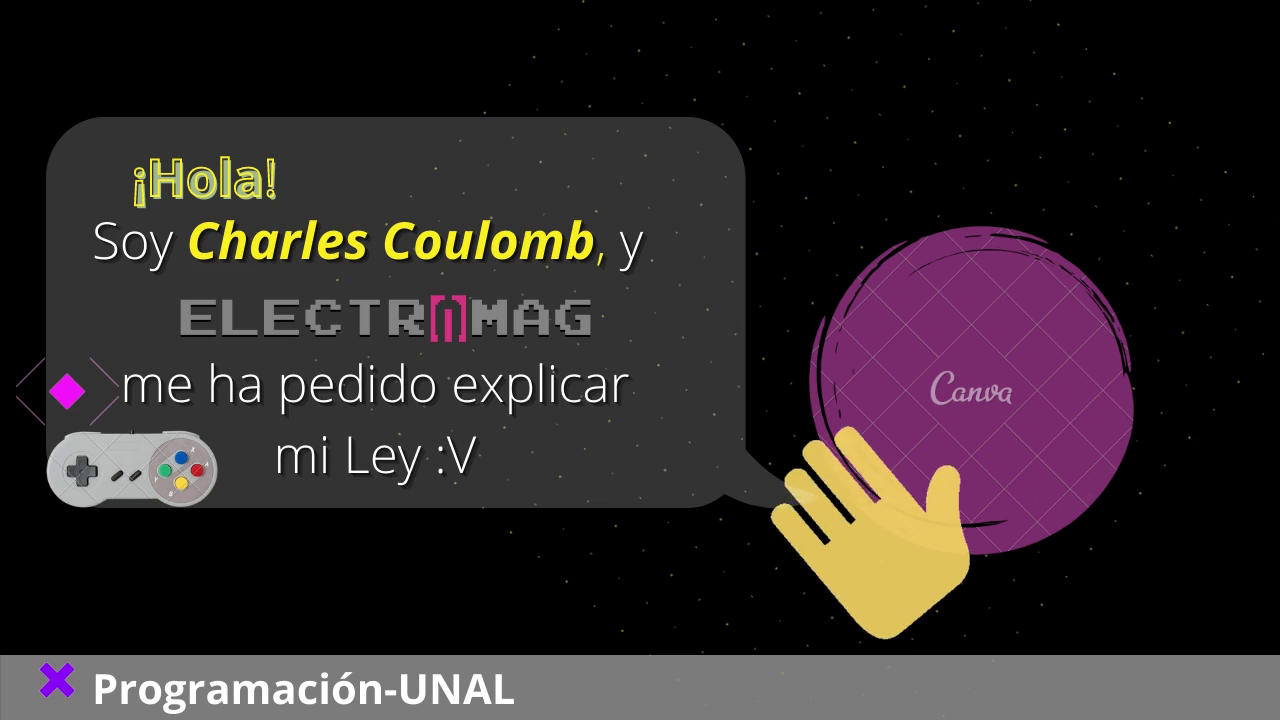 ¡Hola!
Soy Charles Coulomb, y
ELECTR[]MAG
me ha pedido explicar
mi Ley :V
Canva
Programación-UNAL